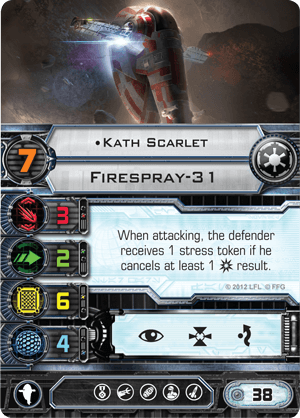 •Kath Scarlet
7
Firespray-31
3
2
6
4
When attacking, the defender
receives 1 stress token if he
cancels at least 1 result.
© 2012 LFL © FFG
38